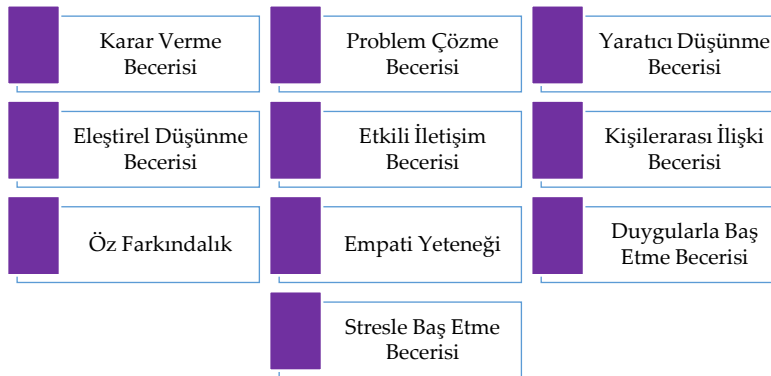 Karar Verme
Becerisi
Problem Çözme
Becerisi
Yaratıcı Düşünme
Becerisi
Eleştirel Düşünme
Becerisi
Etkili İletişim
Becerisi
Kişilerarası İlişki
Becerisi
Öz Farkındalık
Empati Yeteneği
Duygularla Baş
Etme Becerisi
Stresle Baş Etme
Becerisi